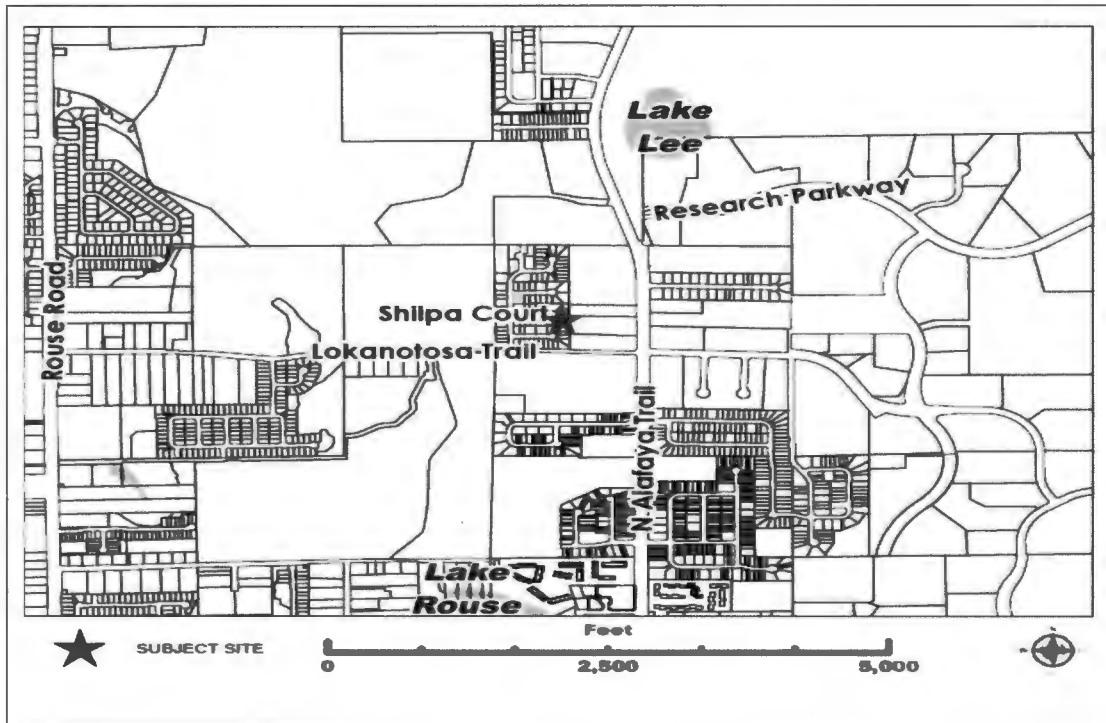 Lake
Lee
Research Parkway
Rouse Road
Shilpa Court
Lokanotosa Trail
N Alafaya Trail
Lake
Rouse
SUBJECT SITE
Feet
0 2,500 5,000